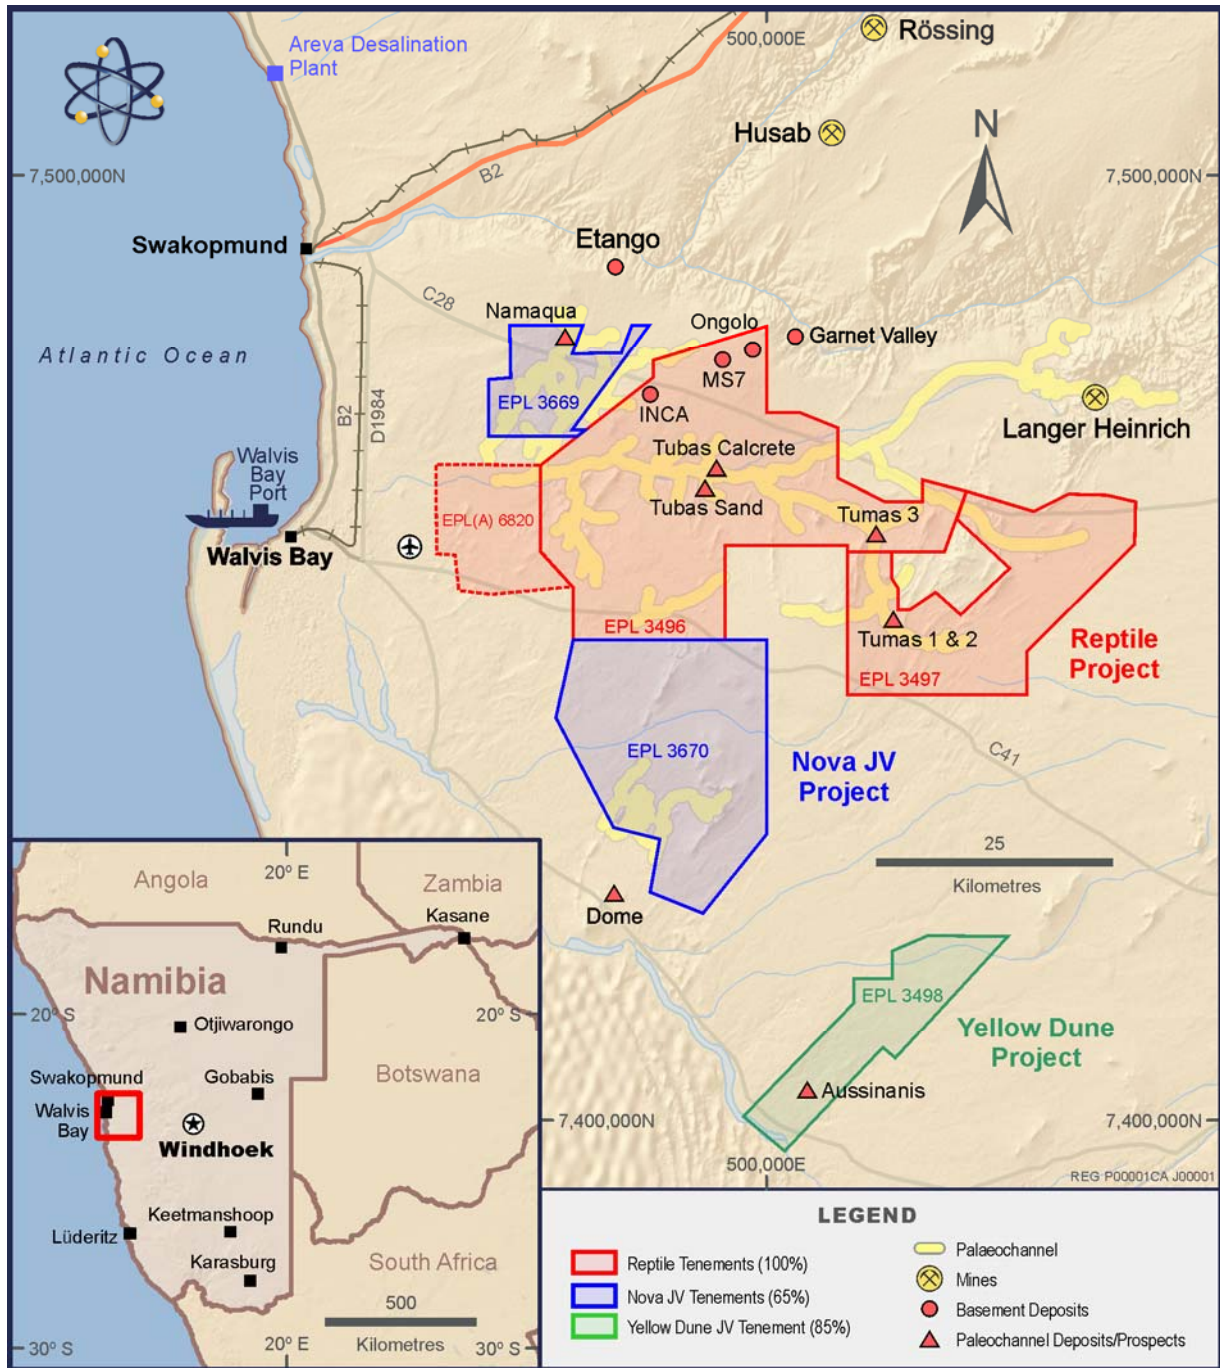 Areva Desalination
Plant
500,000E
Rössing
Husab
N
7,500,000N
7,500,000N
B2
Swakopmund
Etango
C28
Namaqua
Ongolo
Garnet Valley
Atlantic Ocean
MS7
B2
D1984
EPL 3669
INCA
Langer Heinrich
Walvis
Bay
Port
Tubas Calcrete
Tubas Sand
EPL(A) 6820
Tumas 3
Walvis Bay
EPL 3496
Tumas 1 & 2
EPL 3497
Reptile
Project
EPL 3670
C41
Nova JV
Project
25
Kilometres
Dome
EPL 3498
Yellow Dune
Project
Aussinanis
7,400,000N
7,400,000N
500,000E
REG P00001CA J00001
Angola
20° E
Zambia
Kasane
Rundu
Namibia
20° S
20° S
Otjiwarongo
Swakopmund
Gobabis
Botswana
Walvis
Bay
Windhoek
Keetmanshoop
Lüderitz
Karasburg
South Africa
500
Kilometres
30° S
20° E
30° S
LEGEND
Reptile Tenements (100%)
Nova JV Tenements (65%)
Yellow Dune JV Tenement (85%)
Palaeochannel
Mines
Basement Deposits
Paleochannel Deposits/Prospects